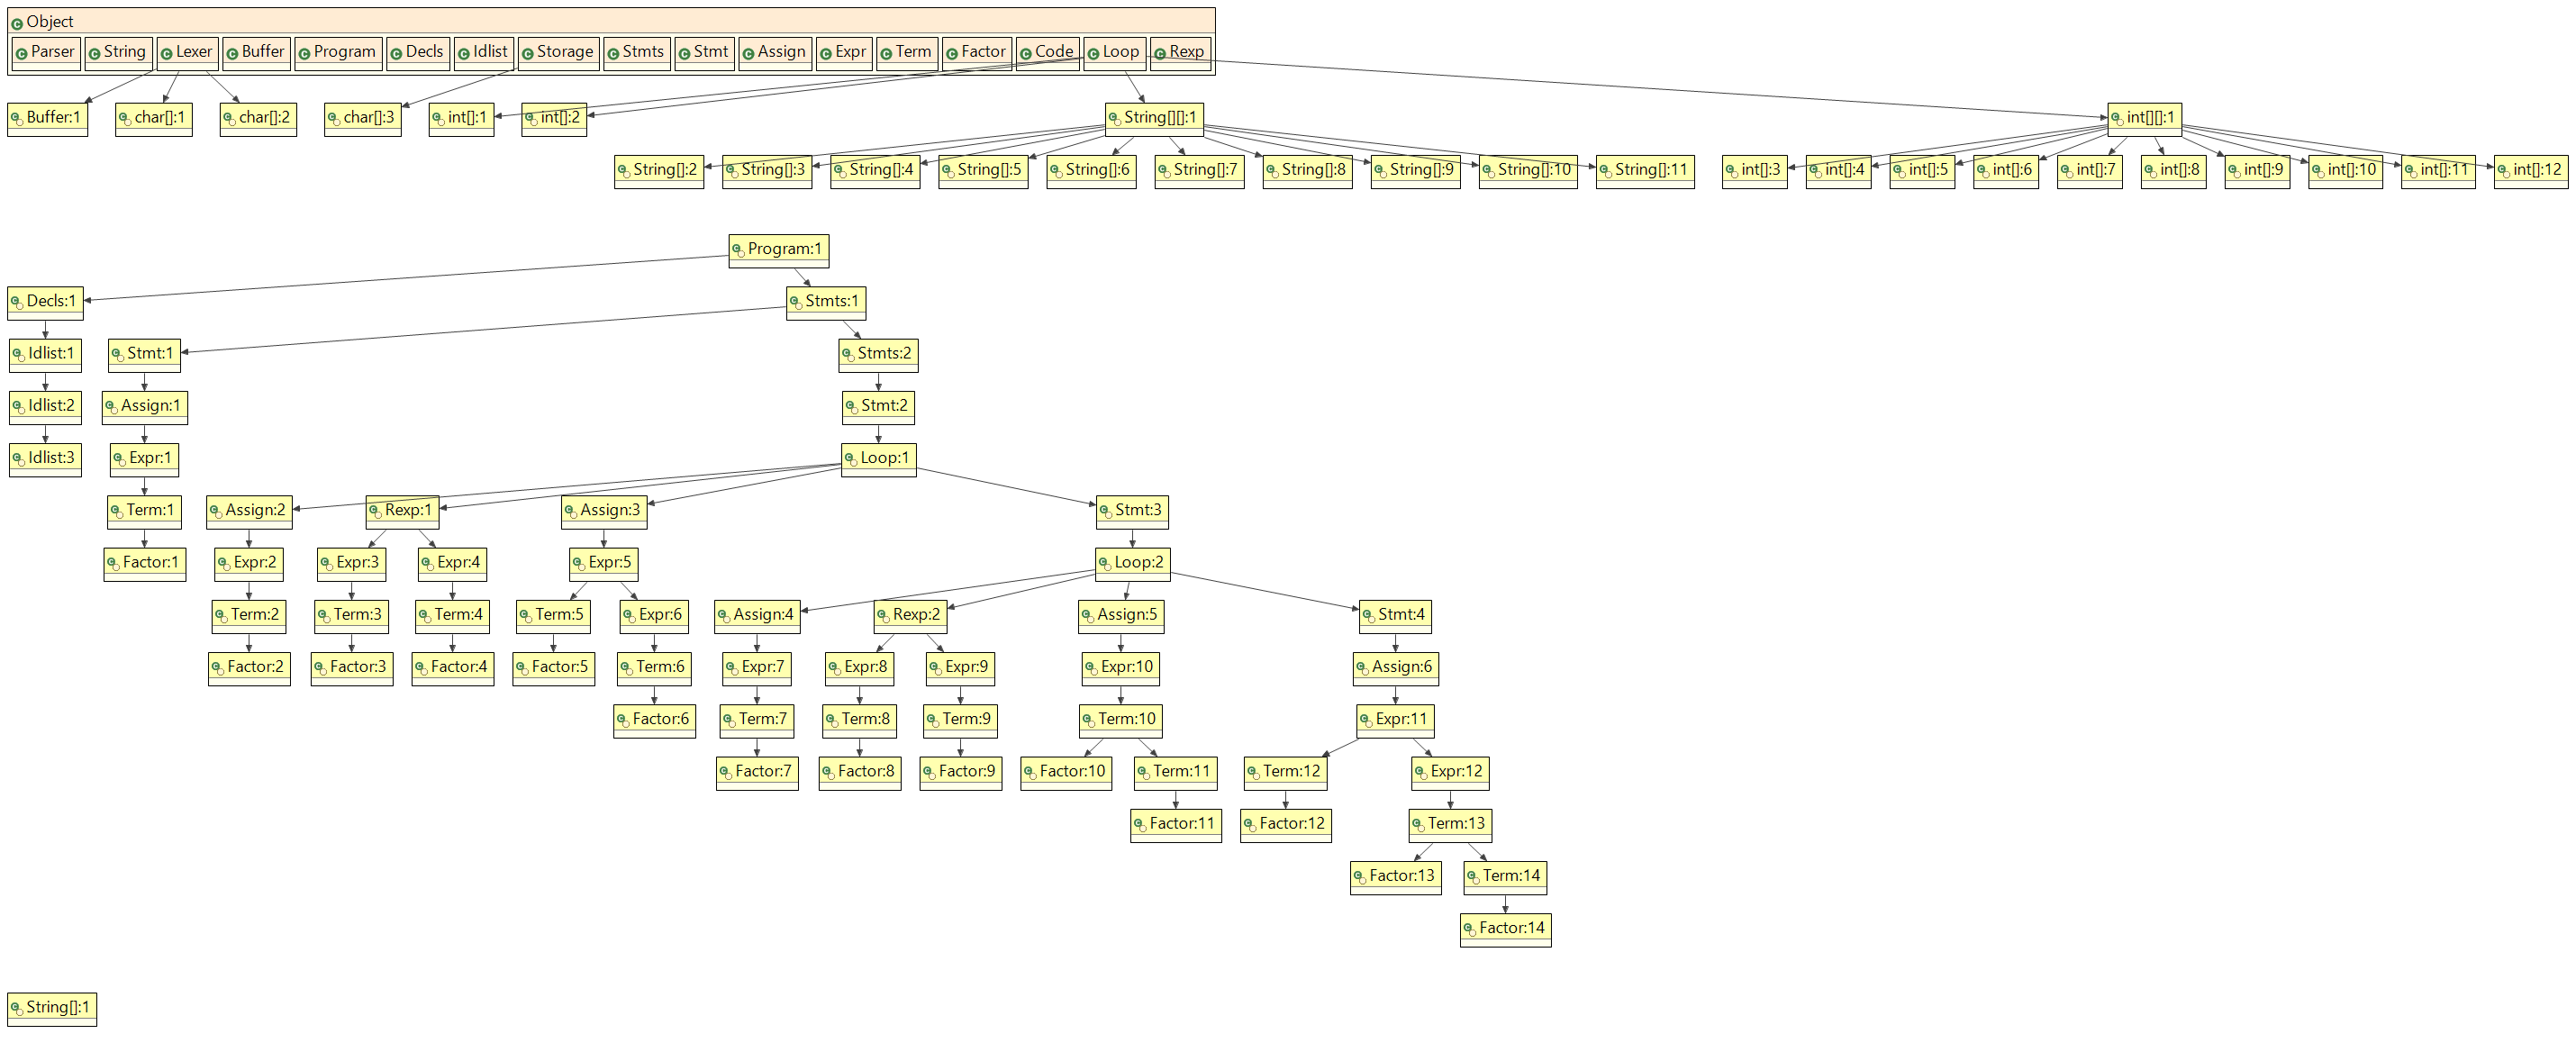 Object
Parser String Lexer Buffer Program Decls Idlist Storage Stmts Stmt Assign Expr Term Factor Code Loop Rexp
Buffer:1 char[]:1 char[]:2 char[]:3 int[]:1 int[]:2 String[][]:1 int[][]:1
String[]:2 String[]:3 String[]:4 String[]:5 String[]:6 String[]:7 String[]:8 String[]:9 String[]:10 String[]:11 int[]:3 int[]:4 int[]:5 int[]:6 int[]:7 int[]:8 int[]:9 int[]:10 int[]:11 int[]:12
Program:1
Decls:1 Stmts:1
Idlist:1 Stmt:1 Stmts:2
Idlist:2 Assign:1 Stmt:2
Idlist:3 Expr:1 Loop:1
Term:1 Assign:2 Rexp:1 Assign:3 Stmt:3
Factor:1 Expr:2 Expr:3 Expr:4 Expr:5 Loop:2
Term:2 Term:3 Term:4 Term:5 Expr:6 Assign:4 Rexp:2 Assign:5 Stmt:4
Factor:2 Factor:3 Factor:4 Factor:5 Term:6 Expr:7 Expr:8 Expr:9 Expr:10 Assign:6
Factor:6 Term:7 Term:8 Term:9 Term:10 Expr:11
Factor:7 Factor:8 Factor:9 Factor:10 Term:11 Term:12 Expr:12
Factor:11 Factor:12 Term:13
Factor:13 Term:14
Factor:14
String[]:1